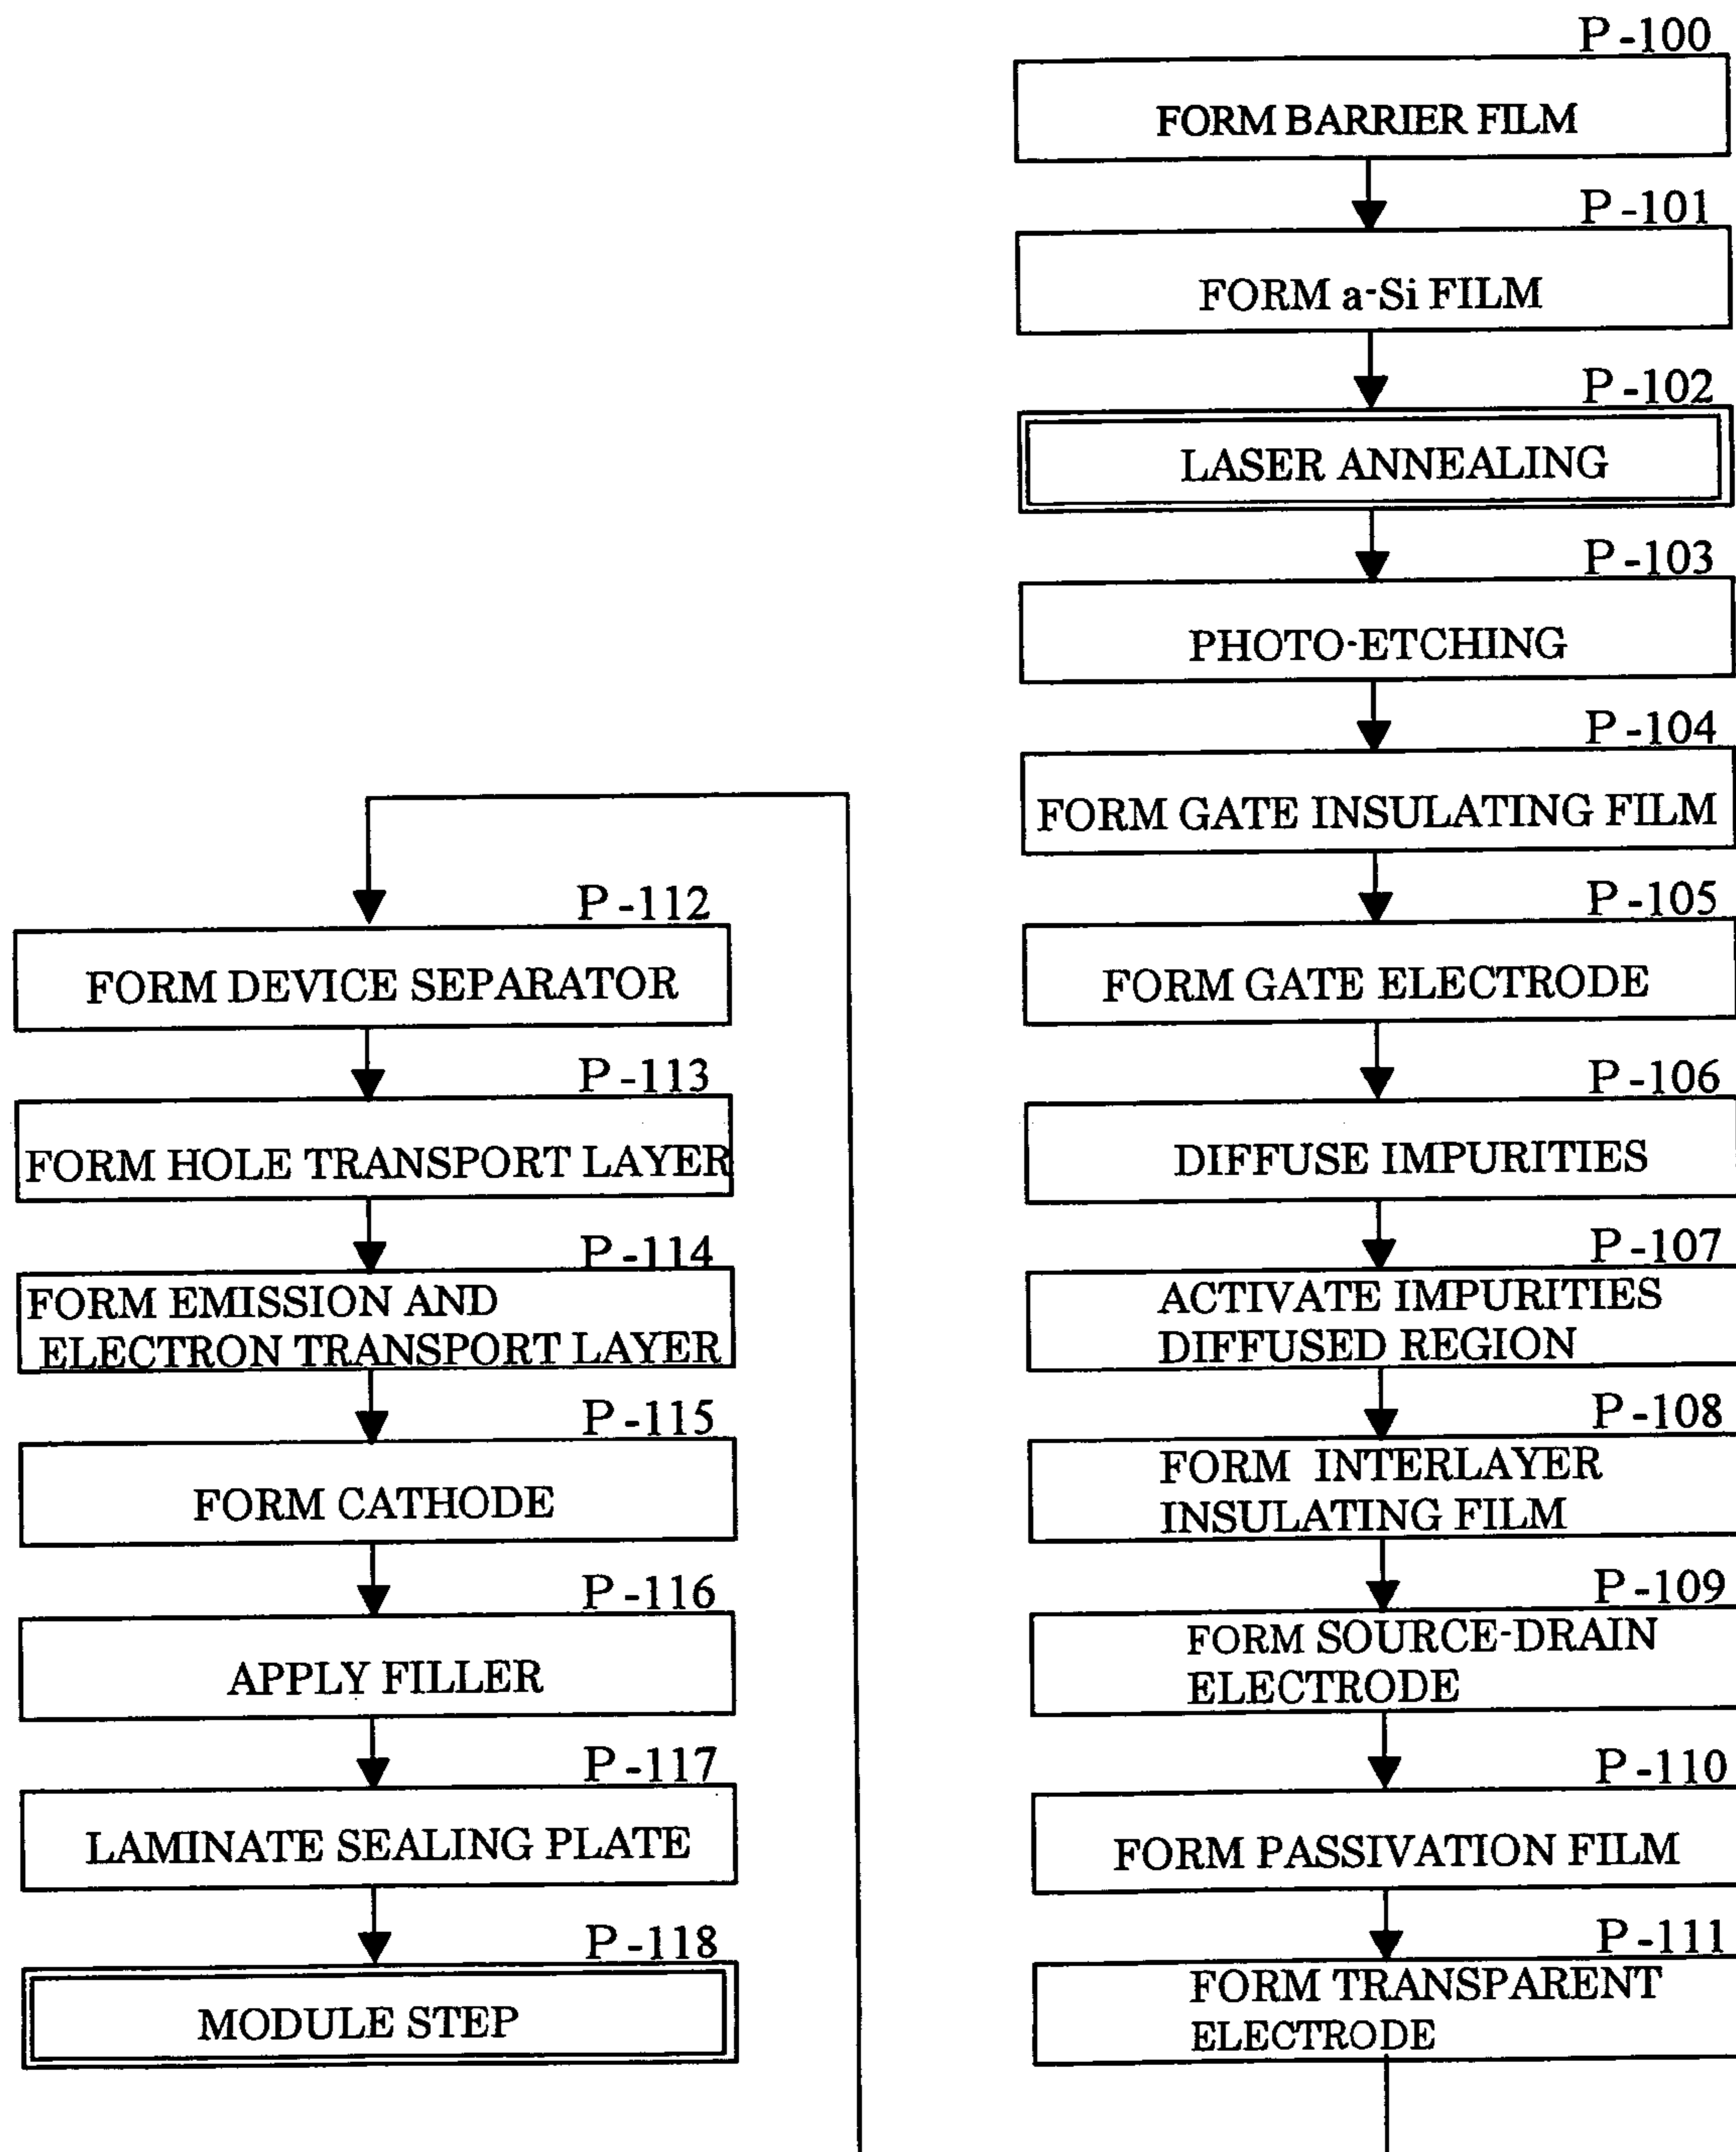 P-100
FORM BARRIER FILM
P-101
FORM a-Si FILM
P-102
LASER ANNEALING
P-103
PHOTO-ETCHING
P-104
FORM GATE INSULATING FILM
P-105
FORM GATE ELECTRODE
P-106
DIFFUSE IMPURITIES
P-107
ACTIVATE IMPURITIES
DIFFUSED REGION
P-108
FORM INTERLAYER
INSULATING FILM
P-109
FORM SOURCE-DRAIN
ELECTRODE
P-110
FORM PASSIVATION FILM
P-111
FORM TRANSPARENT
ELECTRODE
P-112
FORM DEVICE SEPARATOR
P-113
FORM HOLE TRANSPORT LAYER
P-114
FORM EMISSION AND
ELECTRON TRANSPORT LAYER
P-115
FORM CATHODE
P-116
APPLY FILLER
P-117
LAMINATE SEALING PLATE
P-118
MODULE STEP